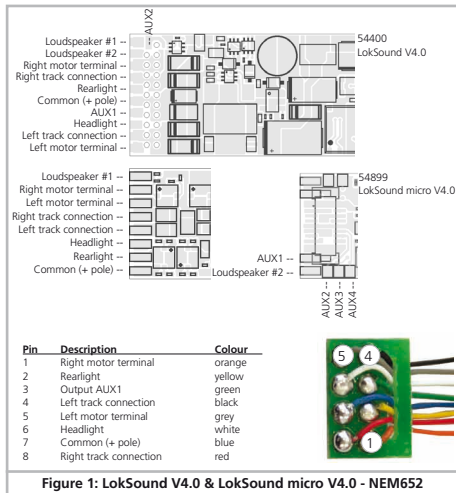 AUX2
Loudspeaker #1 --
Loudspeaker #2 --
Right motor terminal --
Right track connection --
Rearlight --
Common (+ pole) --
AUX1 --
Headlight --
Left track connection --
Left motor terminal --
54400
LokSound V4.0
Loudspeaker #1 --
Right motor terminal --
Left motor terminal --
Right track connection --
Left track connection --
Headlight --
Rearlight --
Common (+ pole) --
54899
LokSound micro V4.0
AUX1 --
Loudspeaker #2 --
AUX2 --
AUX3 --
AUX4 --
Pin Description Colour
1 Right motor terminal orange
2 Rearlight yellow
3 Output AUX1 green
4 Left track connection black
5 Left motor terminal grey
6 Headlight white
7 Common (+ pole) blue
8 Right track connection red
5 4
1
Figure 1: LokSound V4.0 & LokSound micro V4.0 - NEM652